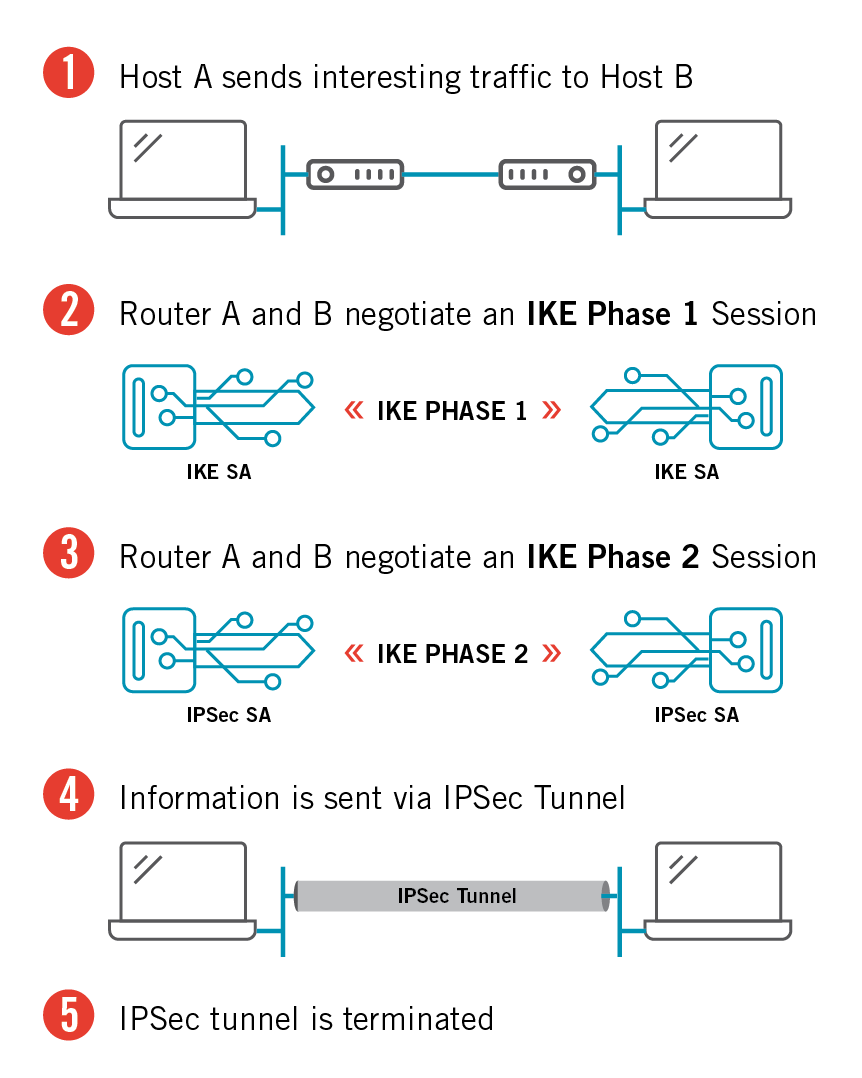 1 Host A sends interesting traffic to Host B
2 Router A and B negotiate an IKE Phase 1 Session
« IKE PHASE 1 »
IKE SA IKE SA
3 Router A and B negotiate an IKE Phase 2 Session
« IKE PHASE 2 »
IPSec SA IPSec SA
4 Information is sent via IPSec Tunnel
IPSec Tunnel
5 IPSec tunnel is terminated